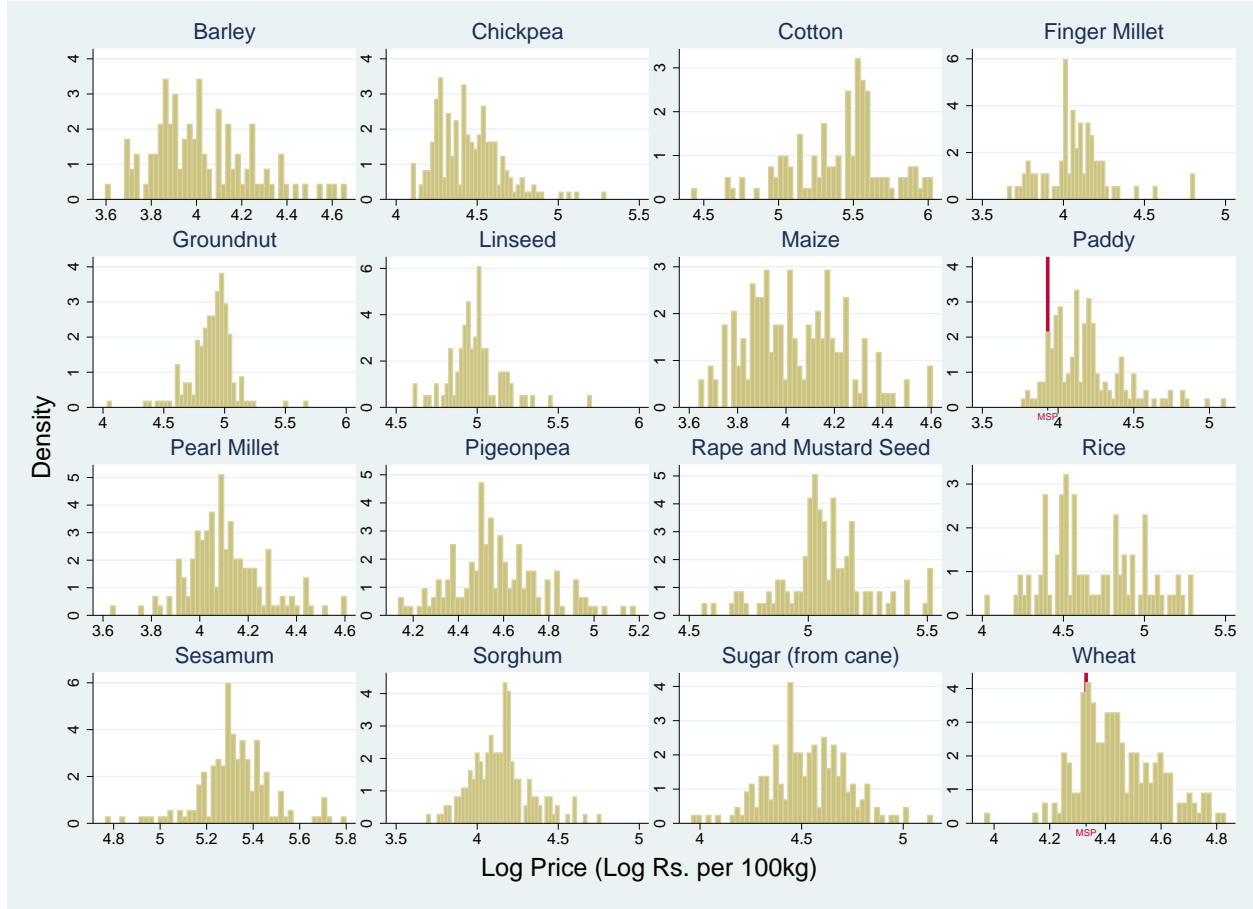 Barley Chickpea Cotton Finger Millet
0 1 2 3 4
3.6 3.8 4 4.2 4.4 4.6
0 1 2 3 4
4 4.5 5 5.5
0 1 2 3
4.5 5 5.5 6
0 2 4 6
3.5 4 4.5 5
Groundnut Linseed Maize Paddy
0 1 2 3 4
4 4.5 5 5.5 6
0 2 4 6
4.5 5 5.5 6
0 1 2 3
3.6 3.8 4 4.2 4.4 4.6
0 1 2 3 4
MSP
3.5 4 4.5 5
Pearl Millet Pigeonpea Rape and Mustard Seed Rice
0 1 2 3 4 5
3.6 3.8 4 4.2 4.4 4.6
0 1 2 3 4 5
4.2 4.4 4.6 4.8 5 5.2
0 1 2 3 4 5
4.5 5 5.5
0 1 2 3
4 4.5 5 5.5
Sesamum Sorghum Sugar (from cane) Wheat
0 2 4 6
4.8 5 5.2 5.4 5.6 5.8
0 1 2 3 4
3.5 4 4.5 5
0 1 2 3 4
4 4.5 5
0 1 2 3 4
MSP
4 4.2 4.4 4.6 4.8
Density
Log Price (Log Rs. per 100kg)